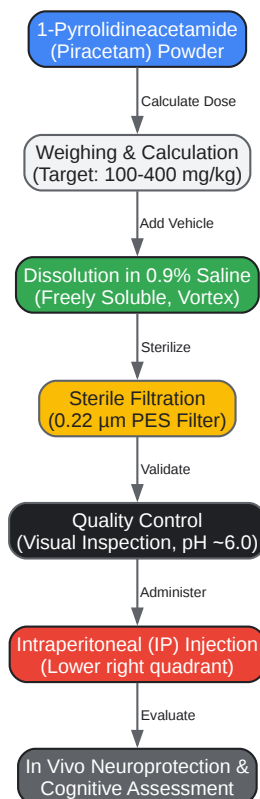 1-Pyrrolidineacetamide
(Piracetam) Powder
Calculate Dose
Weighing & Calculation
(Target: 100-400 mg/kg)
Add Vehicle
Dissolution in 0.9% Saline
(Freely Soluble, Vortex)
Sterilize
Sterile Filtration
(0.22 µm PES Filter)
Validate
Quality Control
(Visual Inspection, pH ~6.0)
Administer
Intraperitoneal (IP) Injection
(Lower right quadrant)
Evaluate
In Vivo Neuroprotection &
Cognitive Assessment